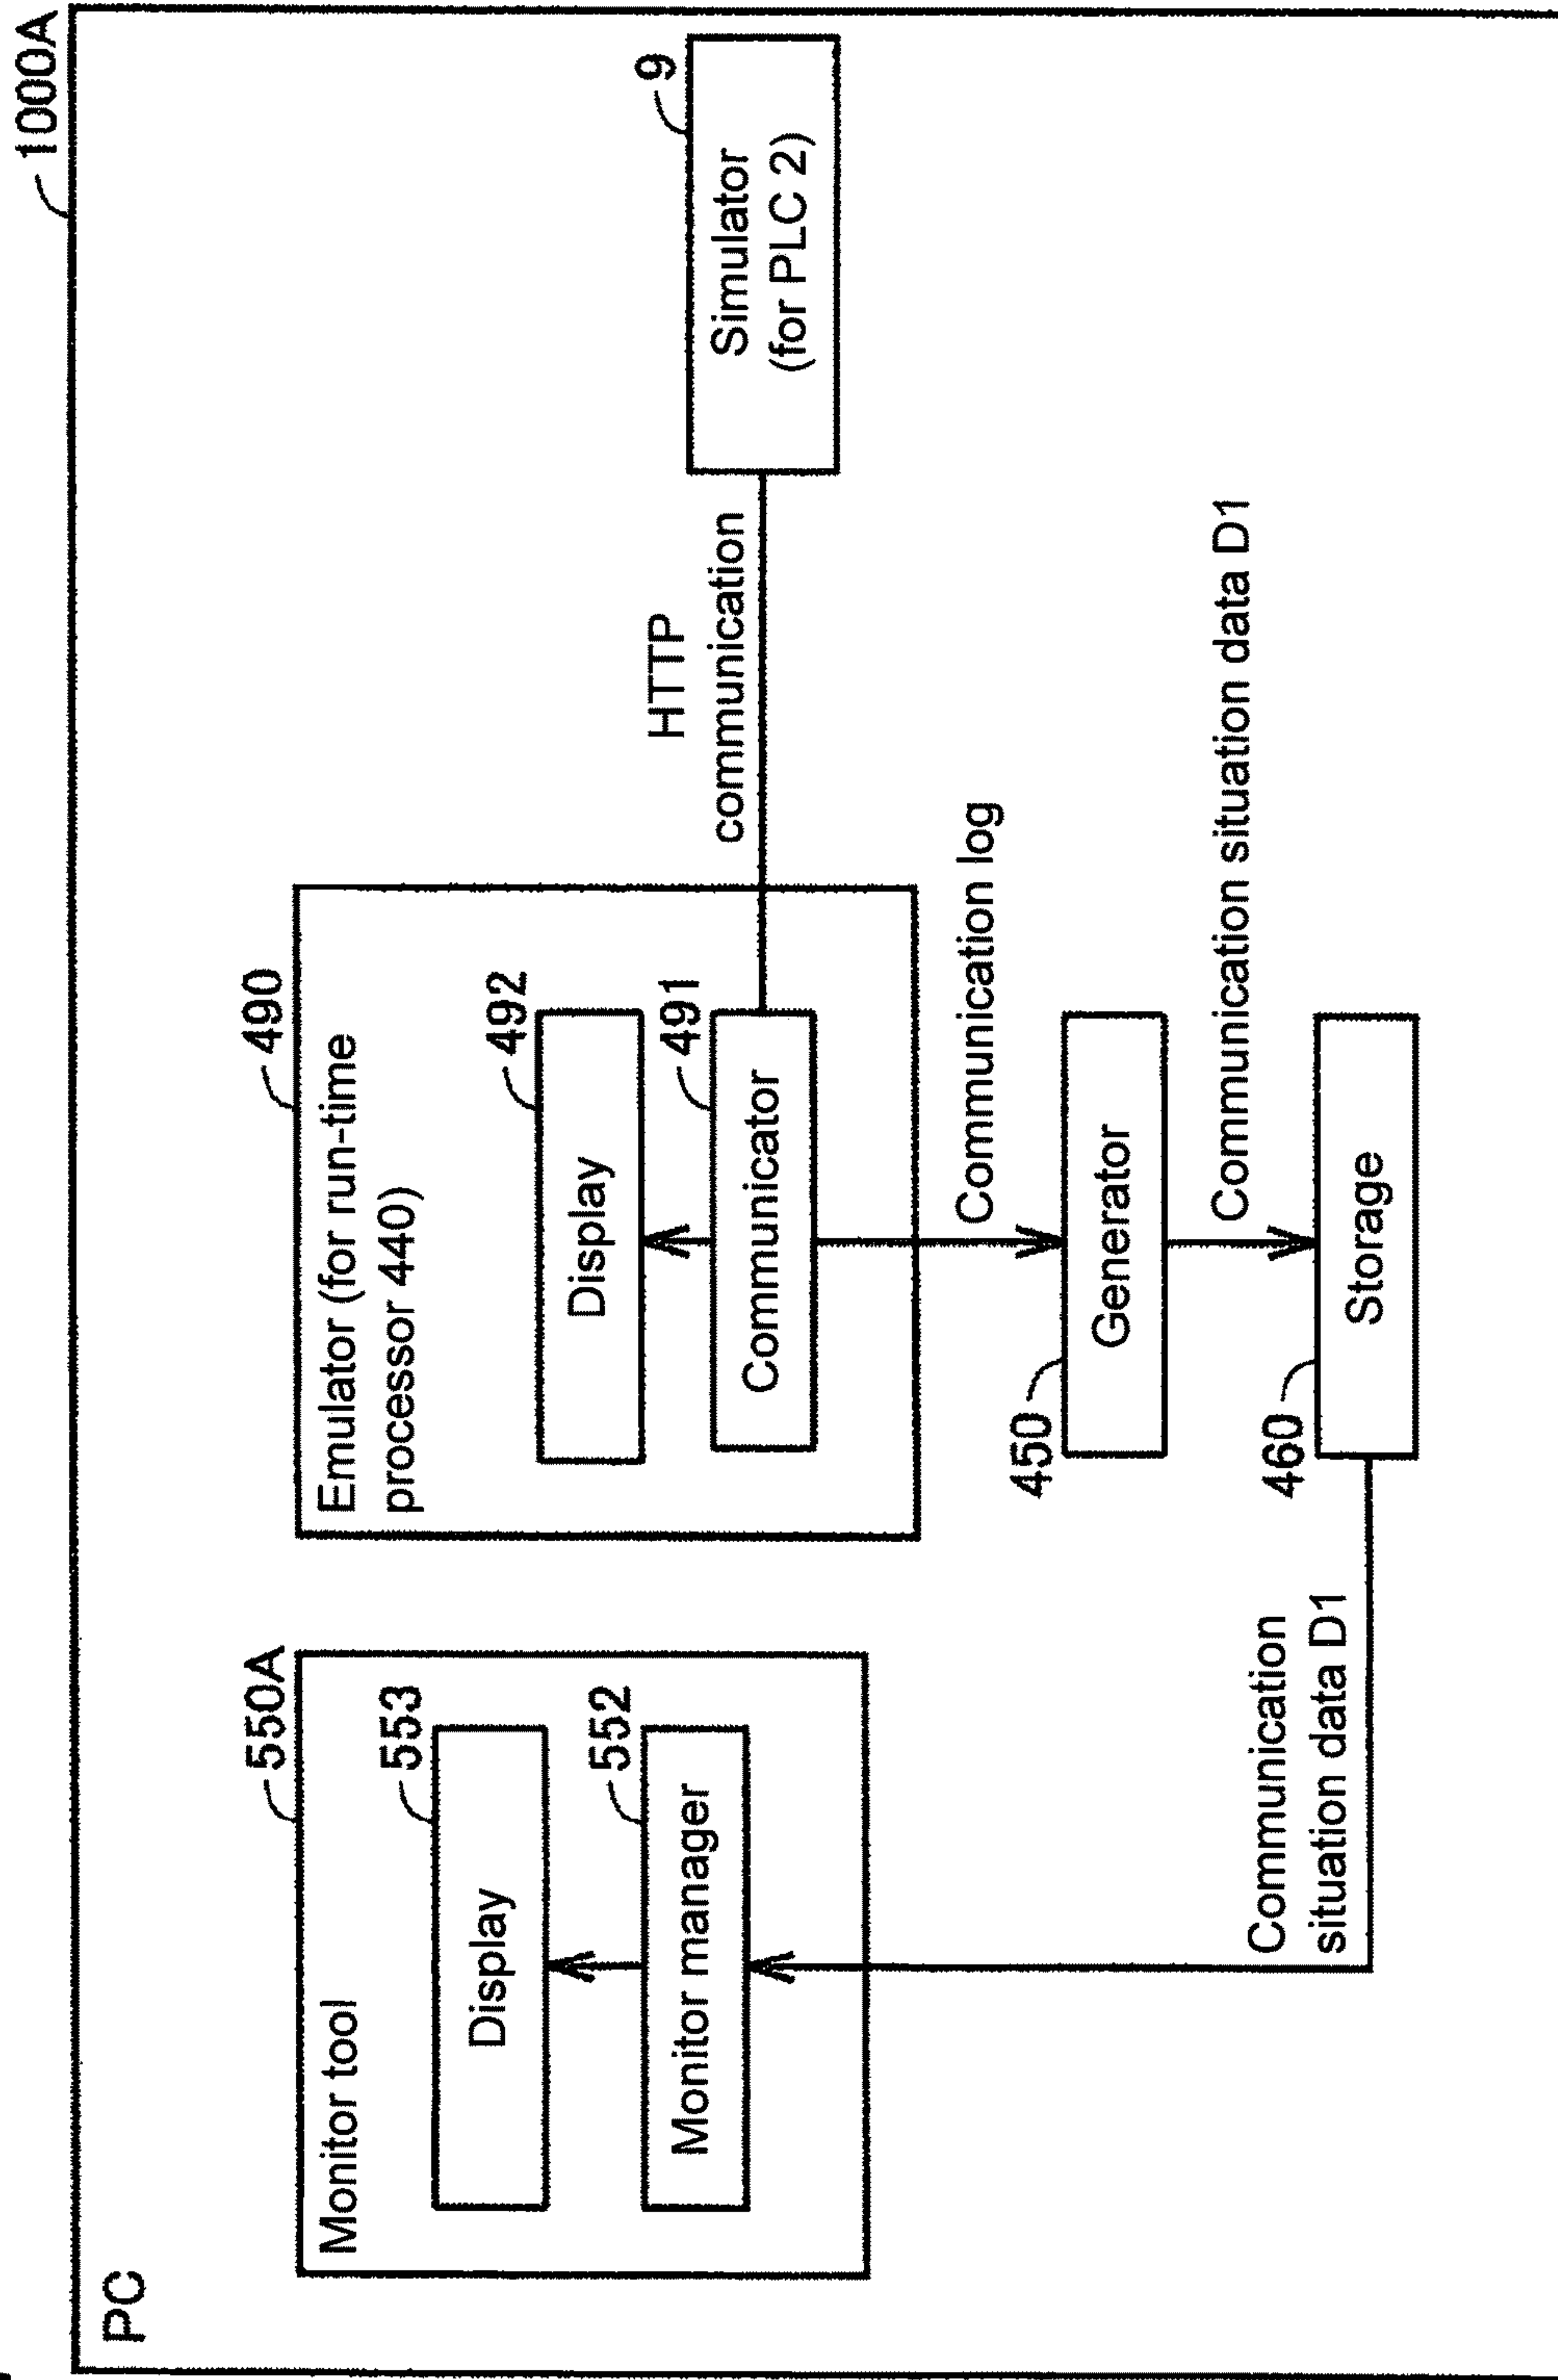 1000A
PC
550A
Monitor tool
553
Display
552
Monitor manager
490
Emulator (for run-time
processor 440)
492
Display
491
Communicator
9
Simulator
(for PLC 2)
HTTP
communication
Communication log
450
Generator
Communication situation data D1
460
Storage
Communication
situation data D1